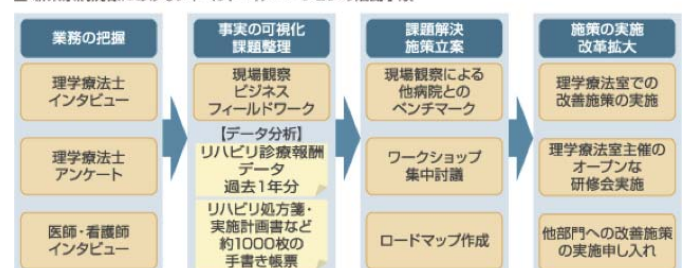 業務の把握
理学療法士
インタビュー
理学療法士
アンケート
医師・看護師
インタビュー
事実の可視化
課題整理
現場観察
ビジネス
フィールドワーク
【データ分析】
リハビリ診療報酬
データ
過去1年分
リハビリ処方箋・
実施計画書など
約1000枚の
手書き帳票
課題解決
施策立案
現場観察による
他病院との
ベンチマーク
ワークショップ
集中討議
ロードマップ作成
施策の実施
改革拡大
理学療法室での
改善施策の実施
理学療法室主催の
オープンな
研修会実施
他部門への改善施策
の実施申し入れ